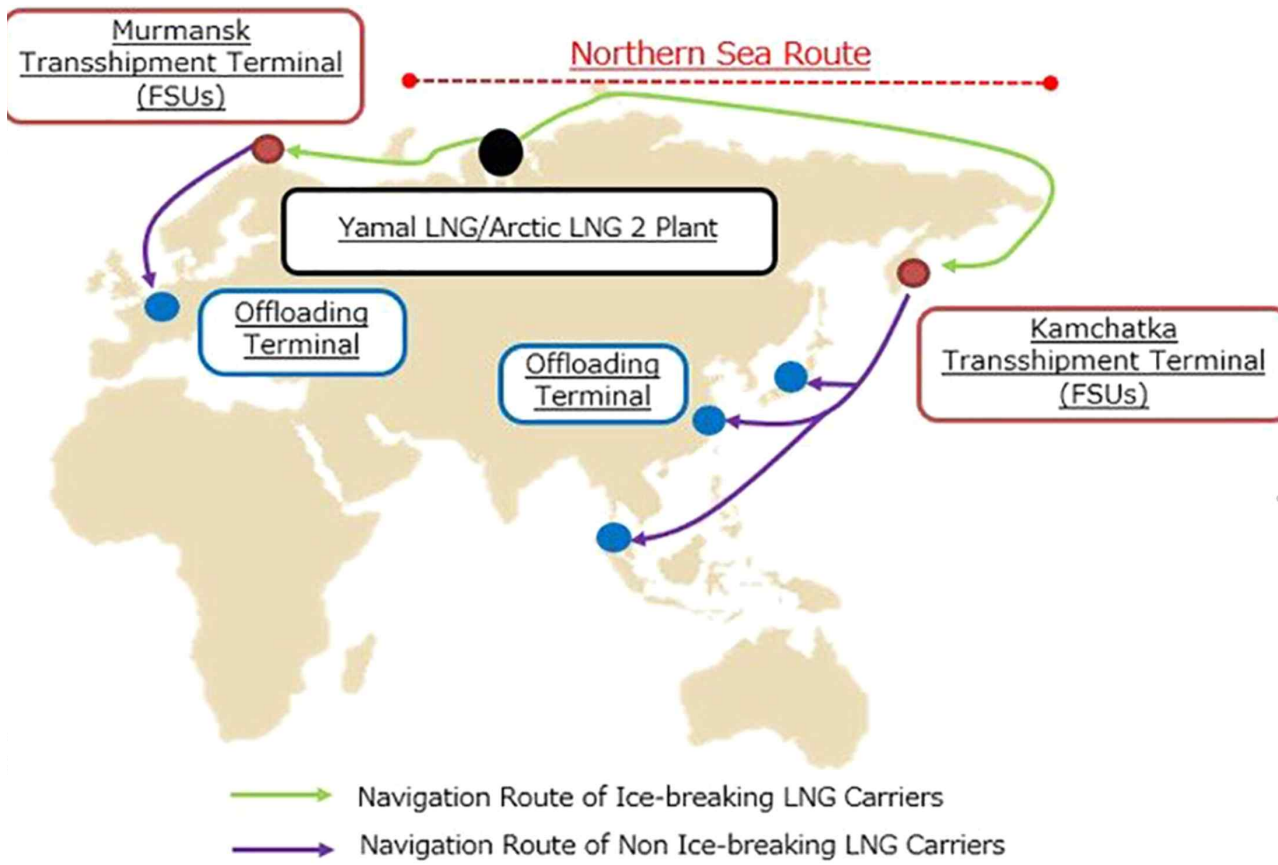 Murmansk
Transshipment Terminal
(FSUs)
Northern Sea Route
Yamal LNG/Arctic LNG 2 Plant
Offloading
Terminal
Offloading
Terminal
Kamchatka
Transshipment Terminal
(FSUs)
Navigation Route of Ice-breaking LNG Carriers
Navigation Route of Non Ice-breaking LNG Carriers